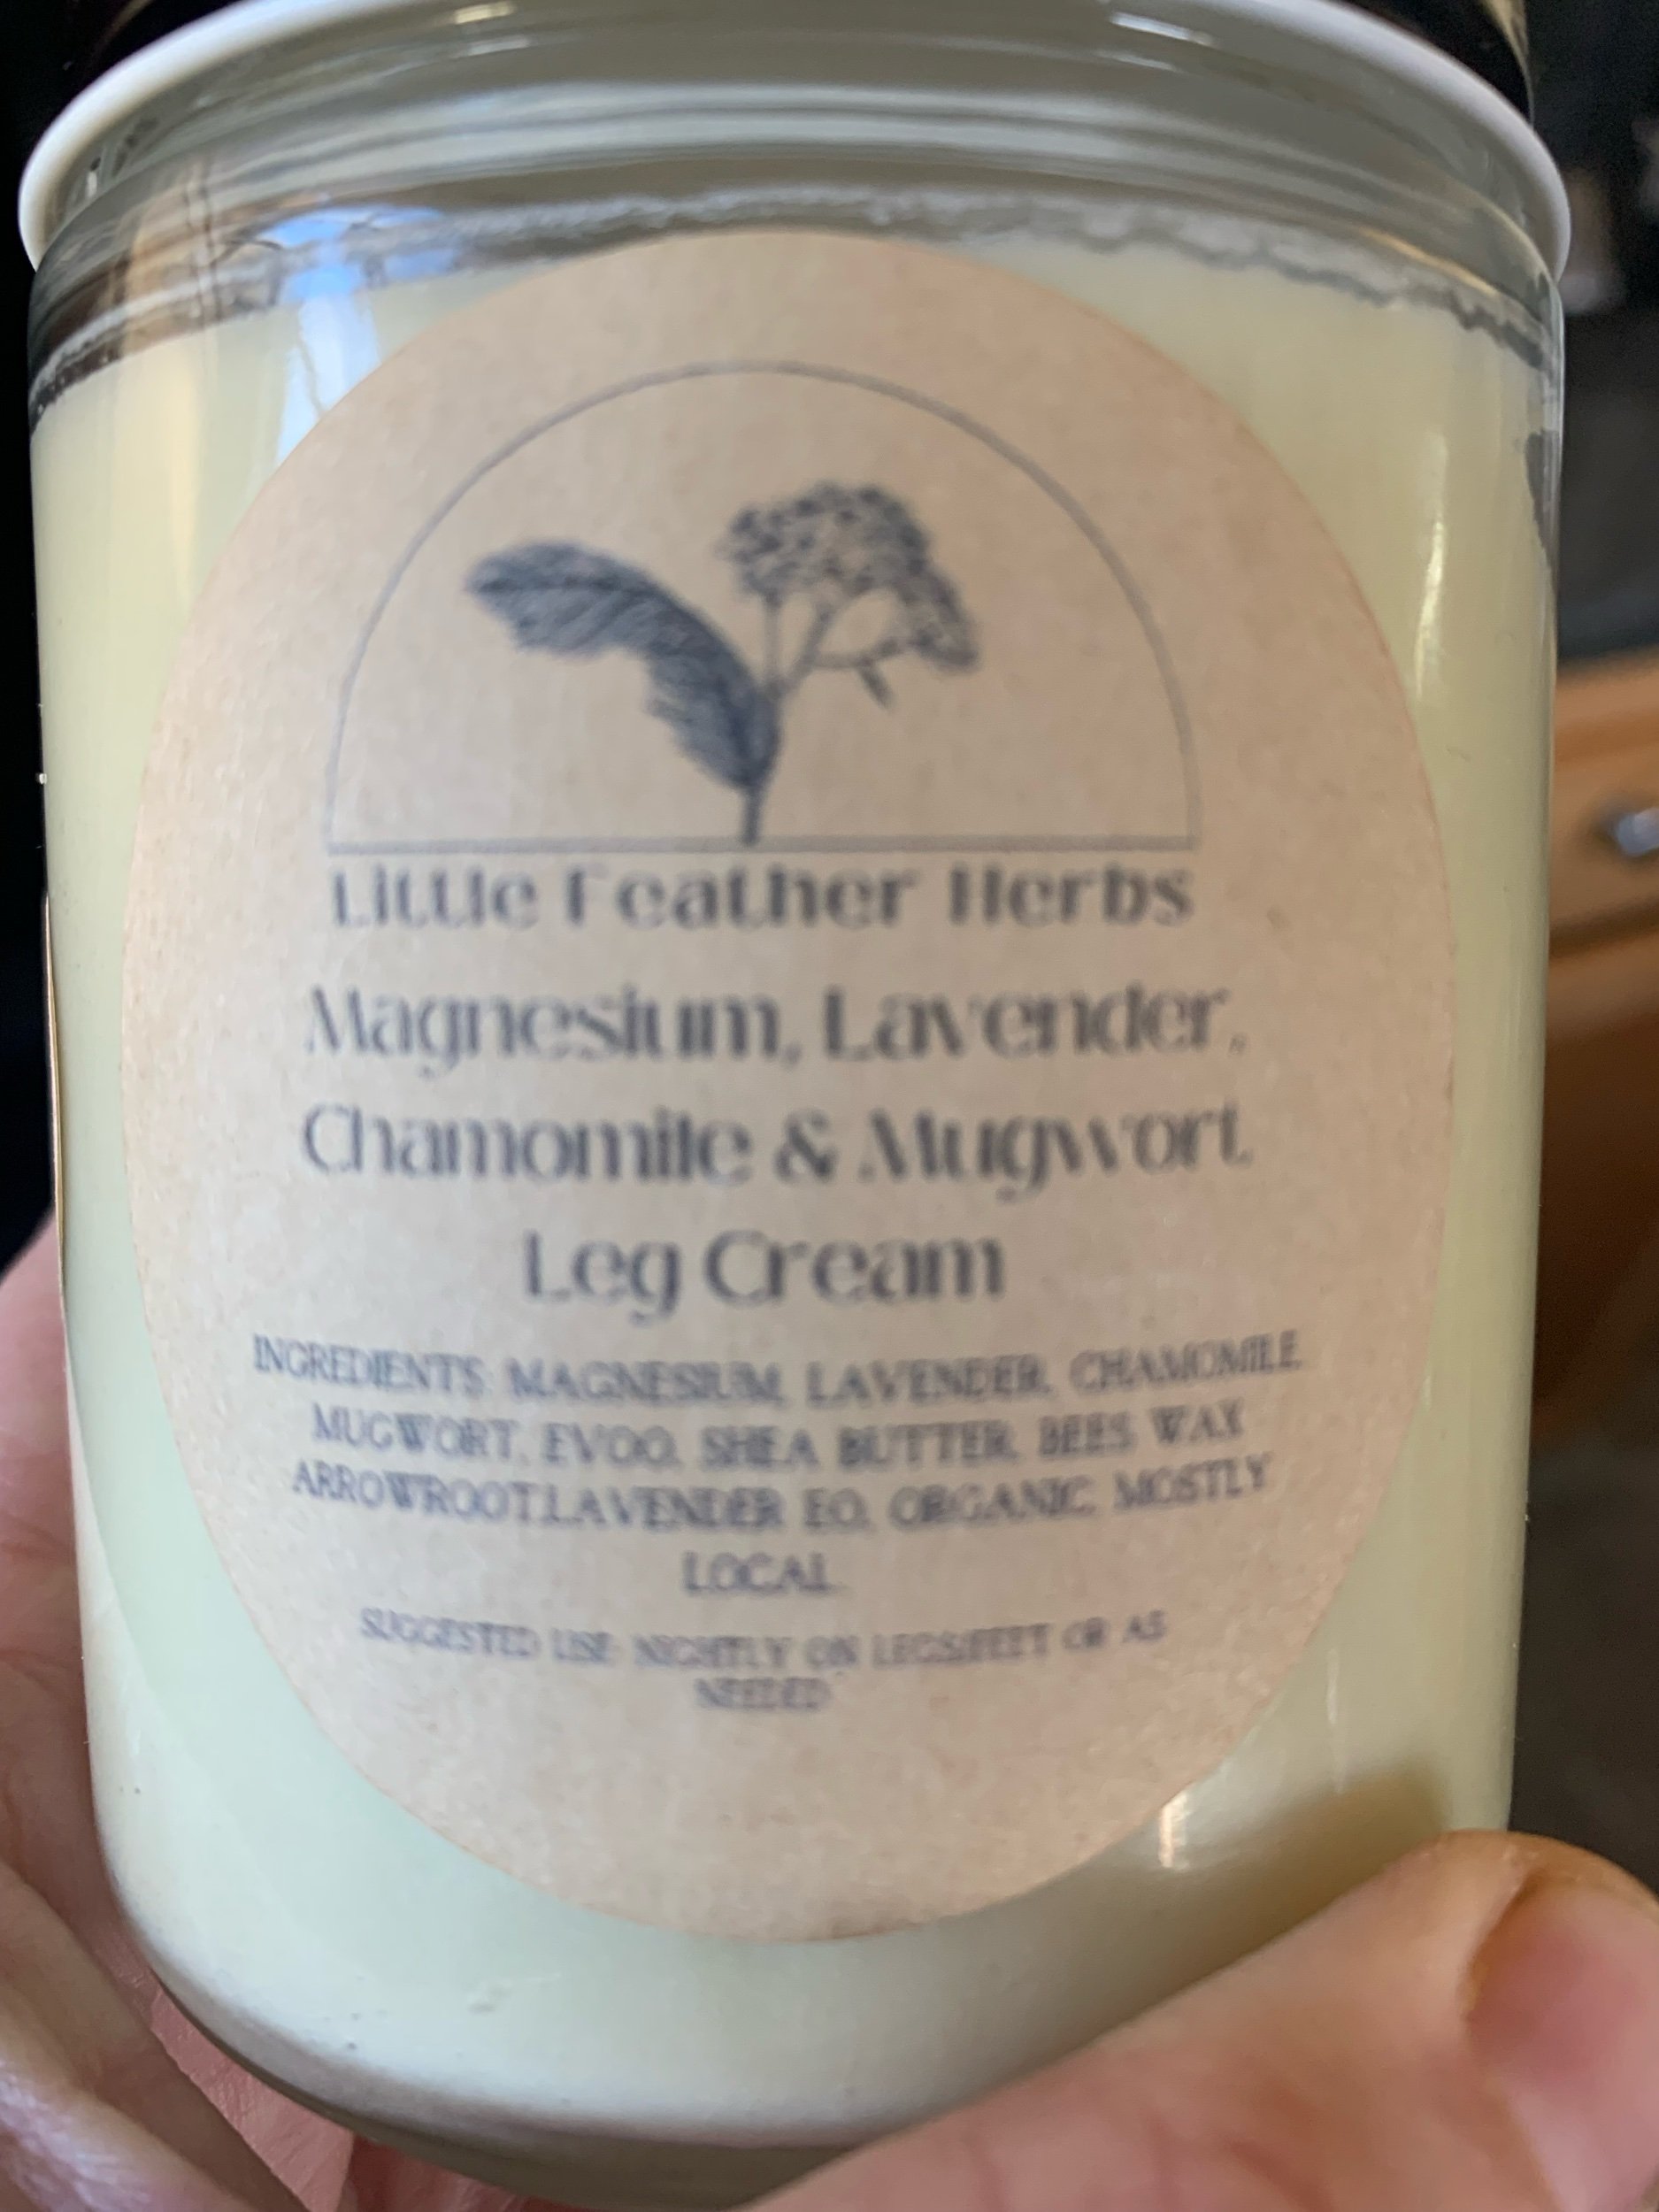 Little Feather Herbs
Magnesium, Lavender,
Chamomile & Mugwort
Leg Cream
INGREDIENTS: MAGNESIUM, LAVENDER, CHAMOMILE
MUGWORT, EVOO, SHEA BUTTER, BEES WAX
ARROWROOT,LAVENDER EO, ORGANIC, MOSTLY
LOCAL
SUGGESTED USE: NIGHTLY ON LEGS/FEET OR AS
NEEDED